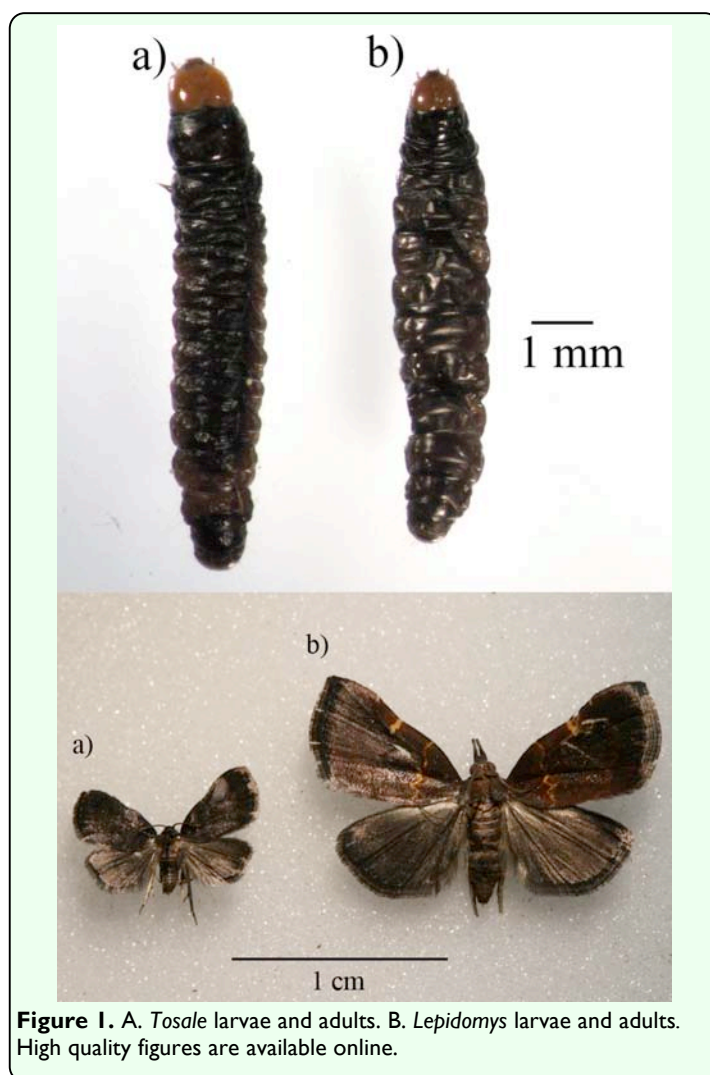 a)
b)
1 mm
b)
a)
1 cm
Figure 1. A. Tosale larvae and adults. B. Lepidomys larvae and adults.
High quality figures are available online.